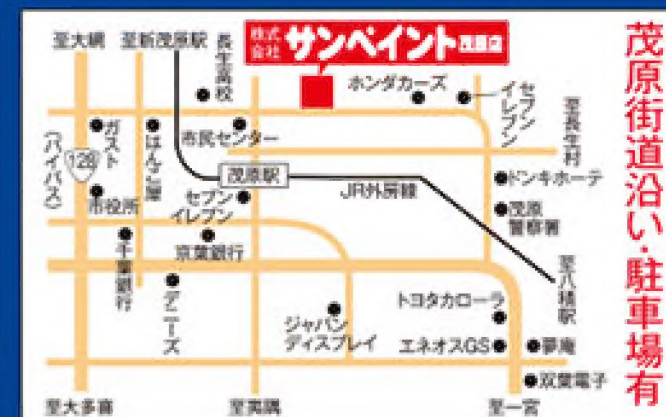 株式会社 サンペイント 茂原店
茂原街道沿い・駐車場有
至大網
至新茂原駅
長生高校
ホンダカーズ
セブンイレブン
至長生村
(バイパス)
128
ガスト
はんこ屋
市民センター
茂原駅
JR外房線
ドンキホーテ
市役所
セブン
イレブン
茂原
警察署
千葉銀行
京葉銀行
デニーズ
至八積駅
トヨタカローラ
ジャパン
ディスプレイ
エネオスGS
夢庵
双葉電子
至大多喜
至夷隅
至一宮